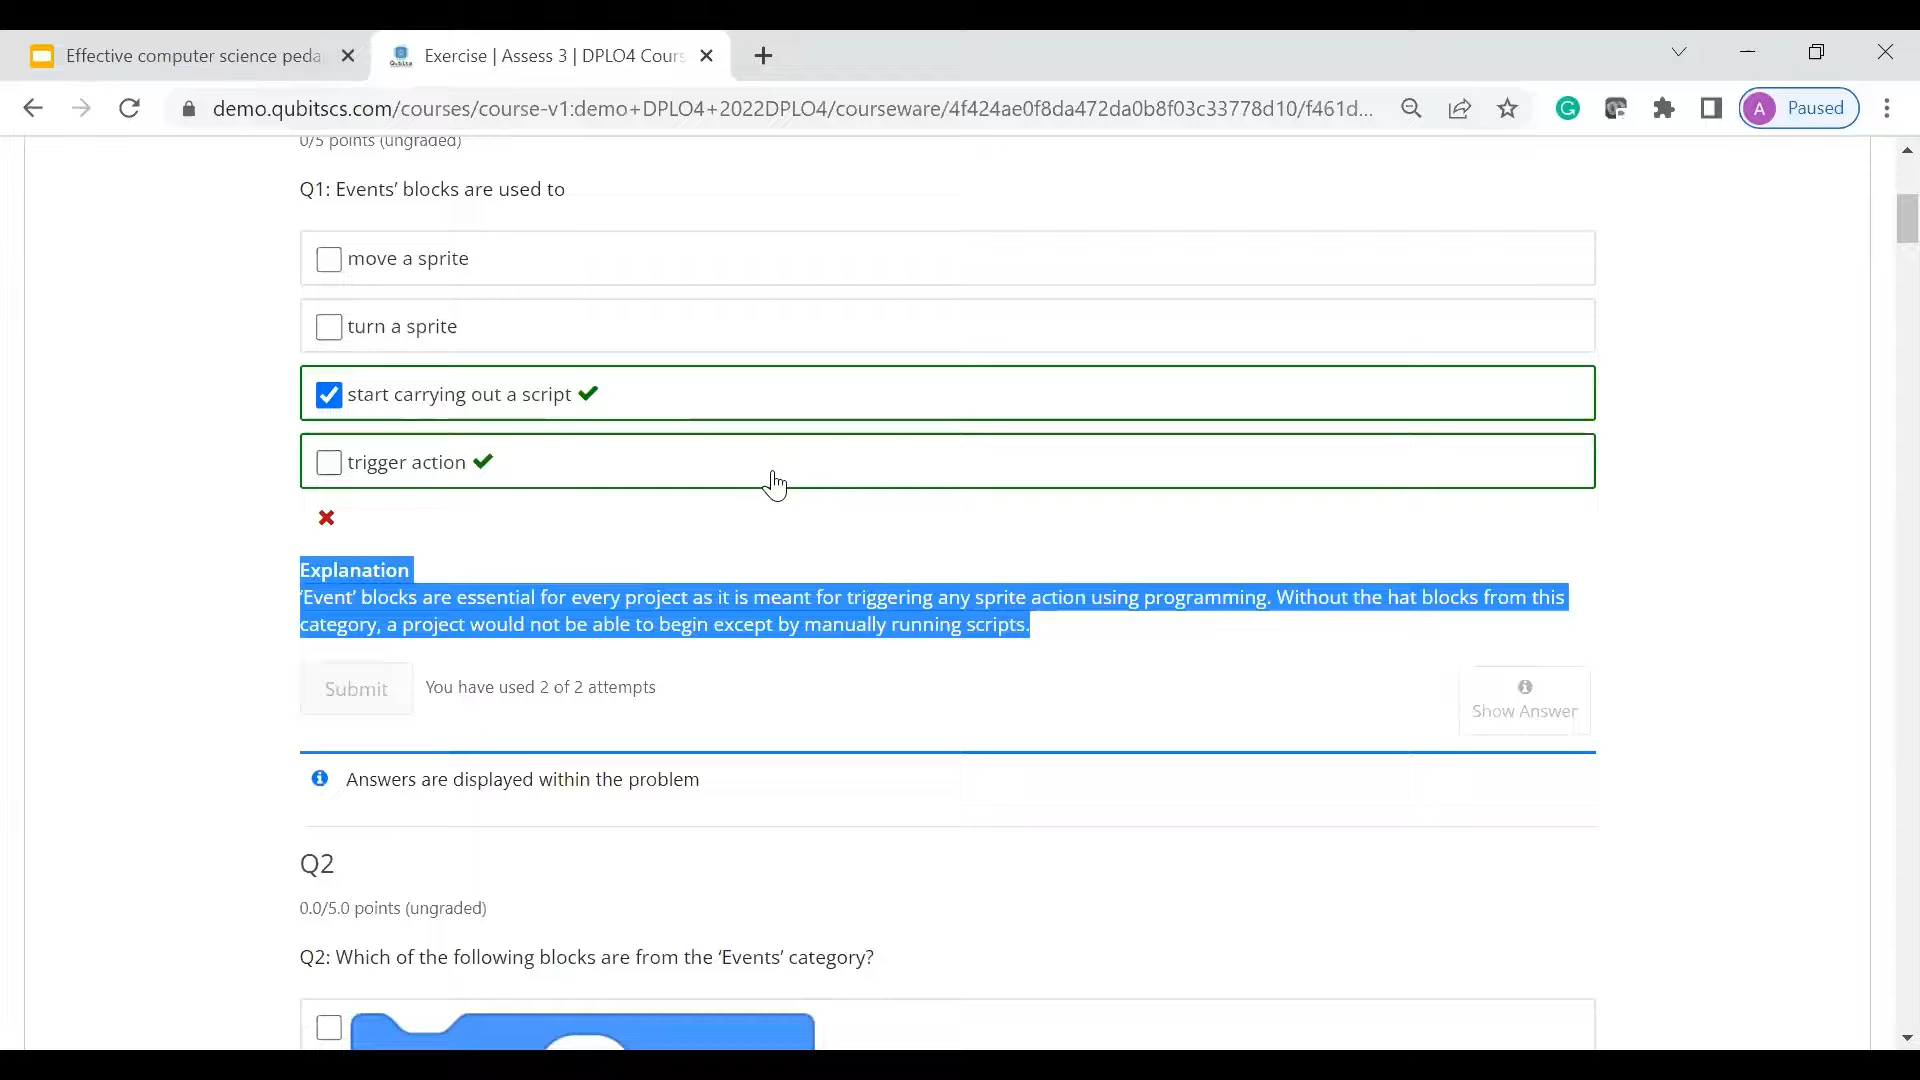 Effective computer science peda
Exercise | Assess 3 | DPLO4 Cours
demo.qubitscs.com/courses/course-v1:demo+DPLO4+2022DPLO4/courseware/4f424ae0f8da472da0b8f03c33778d10/f461d...
A Paused
0/5 points (ungraded)
Q1: Events’ blocks are used to
move a sprite
turn a sprite
start carrying out a script
trigger action
Explanation
‘Event’ blocks are essential for every project as it is meant for triggering any sprite action using programming. Without the hat blocks from this
category, a project would not be able to begin except by manually running scripts.
Submit
You have used 2 of 2 attempts
Show Answer
Answers are displayed within the problem
Q2
0.0/5.0 points (ungraded)
Q2: Which of the following blocks are from the ‘Events’ category?